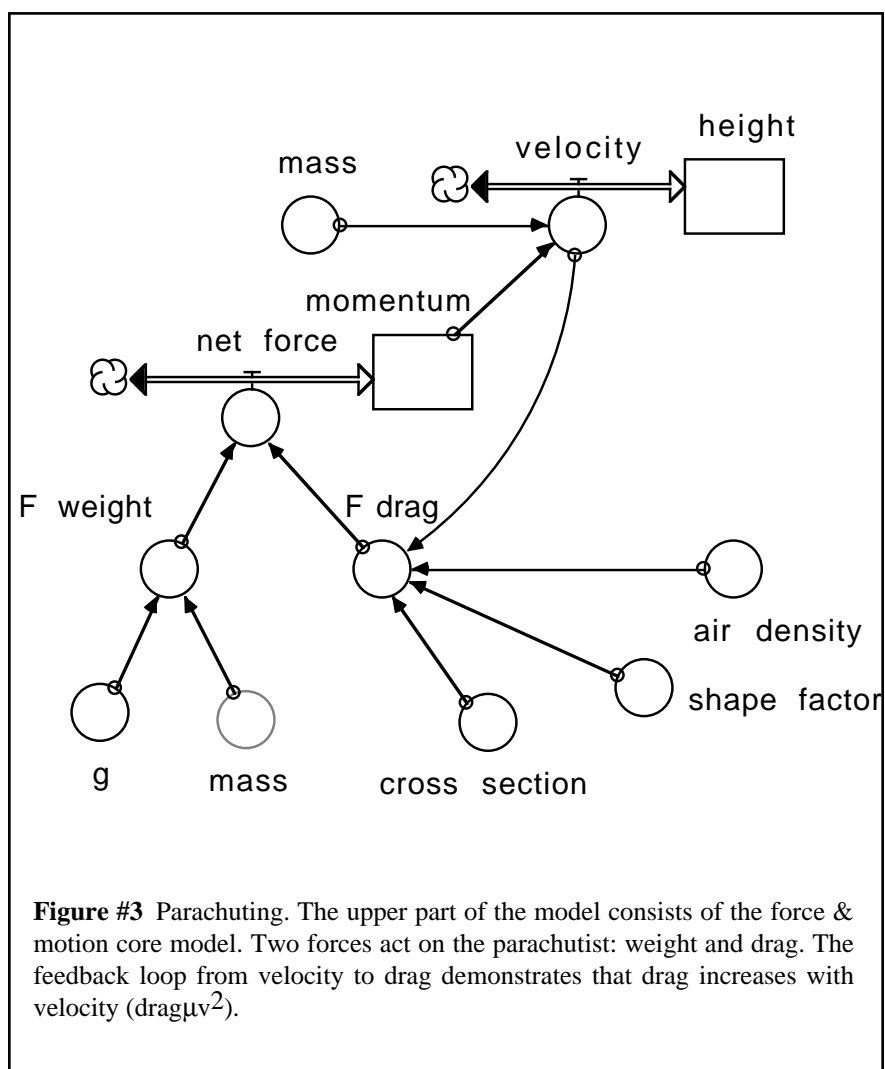 height
velocity
mass
momentum
net force
F weight
F drag
air density
shape factor
g
mass
cross section
Figure #3 Parachuting. The upper part of the model consists of the force &
motion core model. Two forces act on the parachutist: weight and drag. The
feedback loop from velocity to drag demonstrates that drag increases with
velocity (dragµv²).